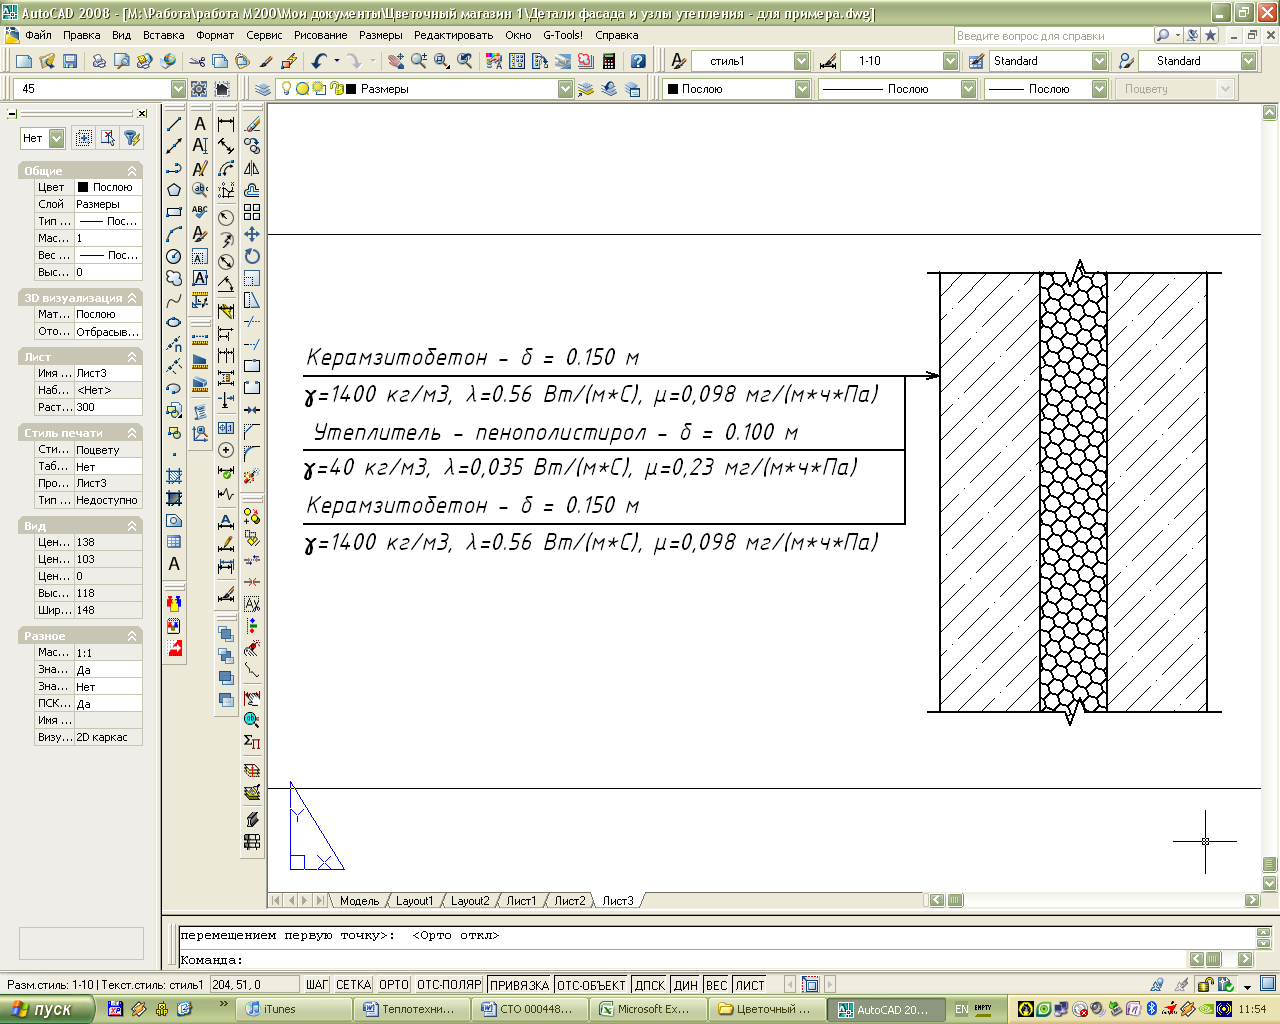 AutoCAD 2008 - [M:\Работа\работа М200\Мои документы\Цветочный магазин 1\Детали фасада и узлы утепления - для примера.dwg]
Файл Правка Вид Вставка Формат Сервис Рисование Размеры Редактировать Окно G-Tools! Справка Введите вопрос для справки
стиль1 1-10 Standard Standard
45 Размеры Послою Послою Послою Поцвету
Нет
Общие
Цвет Послою
Слой Размеры
Тип ... Пос...
Мас... 1
Вес ... Пос...
Выс... 0
3D визуализация
Мат... Послою
Ото... Отбрасыв...
Лист
Имя ... Лист3
Наб... <Нет>
Раст... 300
Стиль печати
Сти... Поцвету
Таб... Нет
Про... Лист3
Тип ... Недоступно
Вид
Цен... 138
Цен... 103
Цен... 0
Выс... 118
Шир... 148
Разное
Мас... 1:1
Зна... Да
Зна... Нет
ПСК... Да
Имя ...
Визу... 2D каркас
Керамзитобетон - δ = 0.150 м
γ=1400 кг/м3, λ=0.56 Вт/(м*С), μ=0,098 мг/(м*ч*Па)
Утеплитель - пенополистирол - δ = 0.100 м
γ=40 кг/м3, λ=0,035 Вт/(м*С), μ=0,23 мг/(м*ч*Па)
Керамзитобетон - δ = 0.150 м
γ=1400 кг/м3, λ=0.56 Вт/(м*С), μ=0,098 мг/(м*ч*Па)
Y
X
Модель Layout1 Layout2 Лист1 Лист2 Лист3
перемещением первую точку>: <Орто откл>
Команда:
Разм.стиль: 1-10 | Текст.стиль: стиль1 204, 51, 0 ШАГ СЕТКА ОРТО ОТС-ПОЛЯР ПРИВЯЗКА ОТС-ОБЪЕКТ ДПСК ДИН ВЕС ЛИСТ
пуск » iTunes Теплотехни... СТО 000448... Microsoft Ex... Цветочный ... AutoCAD 20... EN EMPTY 11:54